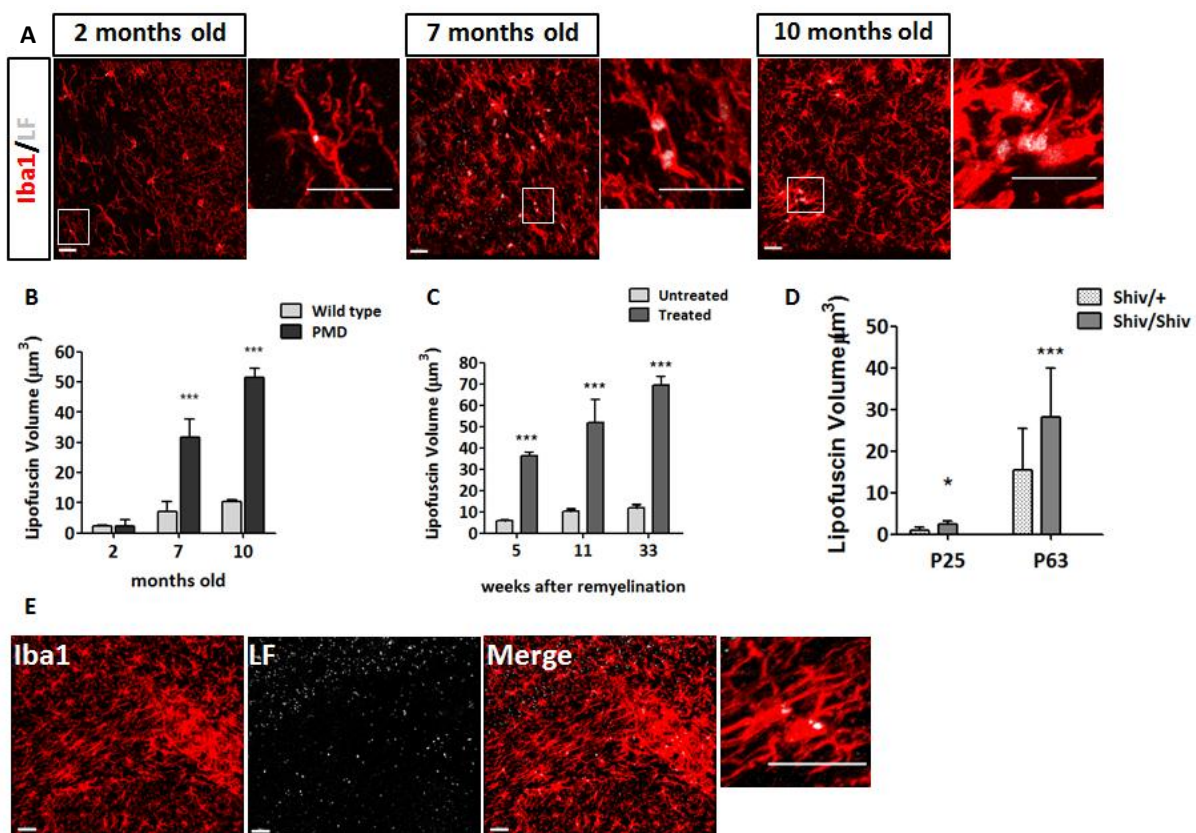 A
2 months old
7 months old
10 months old
Iba1/LF
B
Wild type
PMD
Lipofuscin Volume (µm³)
60
50
40
30
20
10
0
***
***
2
7
10
months old
C
Untreated
Treated
Lipofuscin Volume (µm³)
80
70
60
50
40
30
20
10
0
***
***
***
5
11
33
weeks after remyelination
D
Shiv/+
Shiv/Shiv
Lipofuscin Volume(µm³)
50
40
30
20
10
0
*
***
P25
P63
E
Iba1
LF
Merge